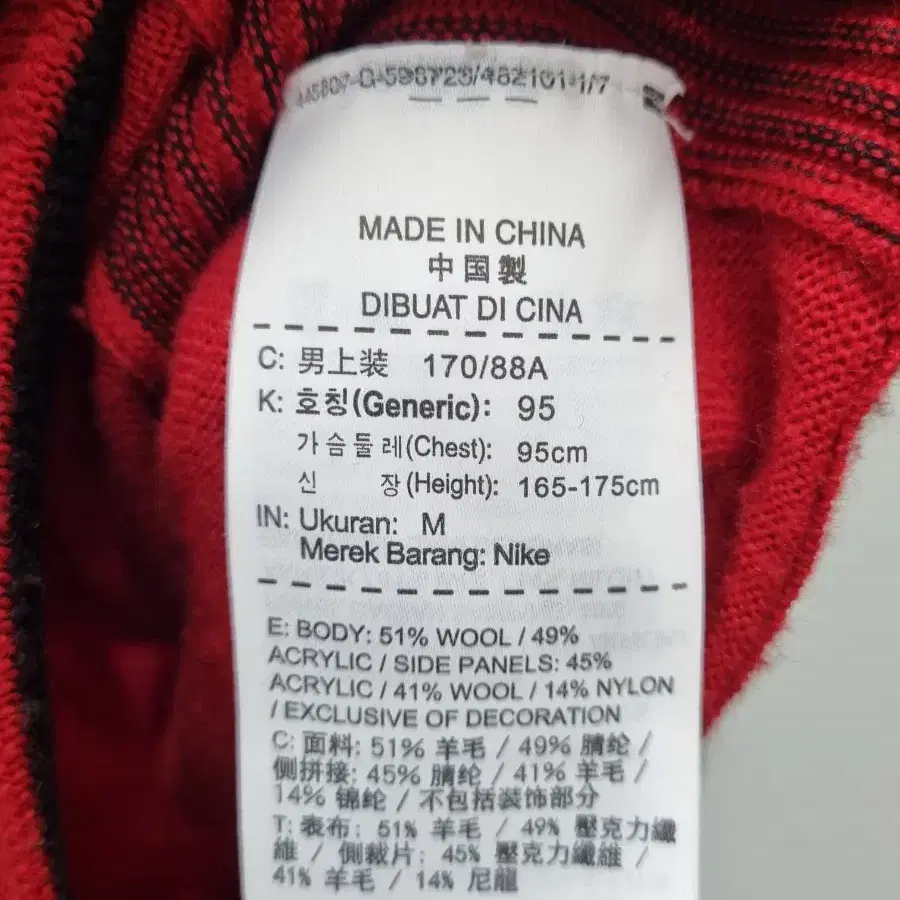 MADE IN CHINA
中国製
DIBUAT DI CINA
C: 男上装 170/88A
K: 호칭(Generic): 95
가슴둘레(Chest): 95cm
신 장(Height): 165-175cm
IN: Ukuran: M
Merek Barang: Nike
E: BODY: 51% WOOL / 49%
ACRYLIC / SIDE PANELS: 45%
ACRYLIC / 41% WOOL / 14% NYLON
/ EXCLUSIVE OF DECORATION
C: 面料: 51% 羊毛 / 49% 腈纶 /
侧拼接: 45% 腈纶 / 41% 羊毛 /
14% 锦纶 / 不包括装饰部分
T: 表布: 51% 羊毛 / 49% 壓克力纖
維 / 側裁片: 45% 壓克力纖維 /
41% 羊毛 / 14% 尼龍